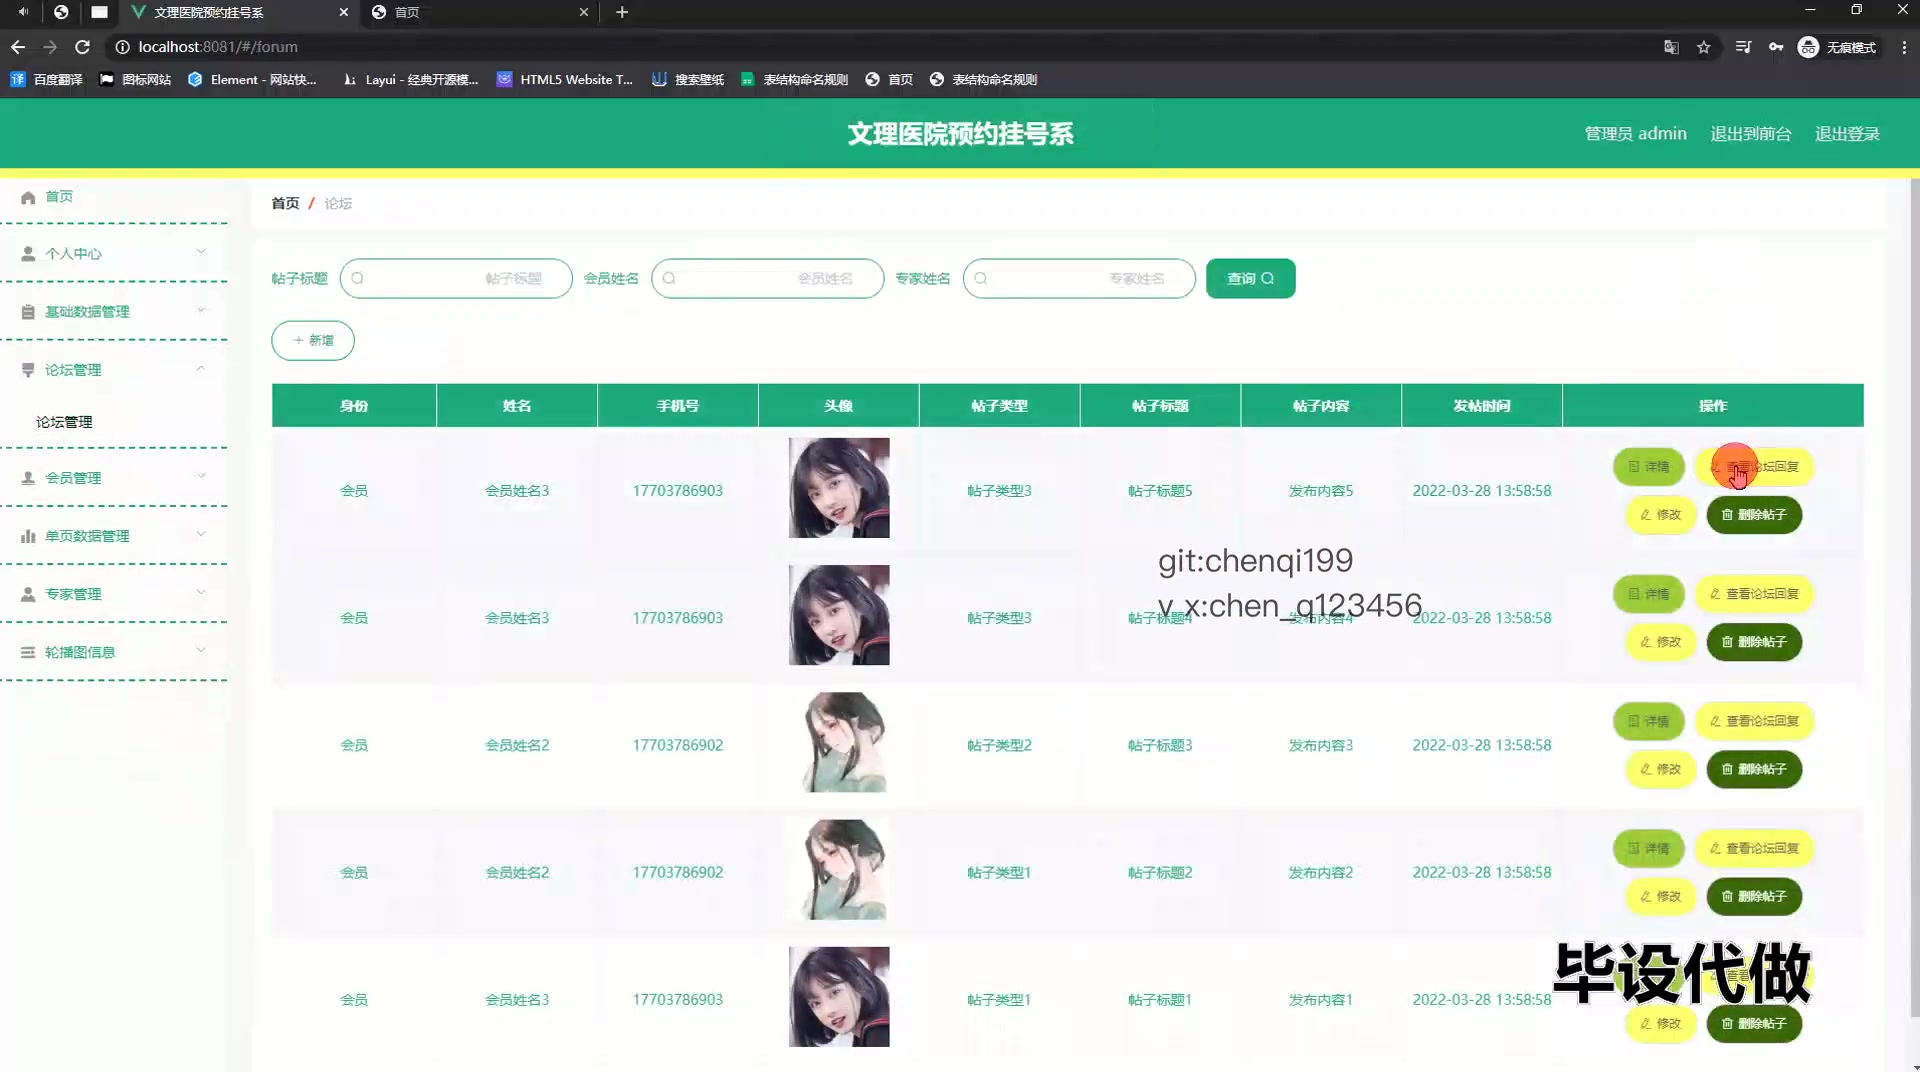 文理医院预约挂号系
首页
localhost:8081/#/forum
无痕模式
百度翻译
图标网站
Element - 网站快...
Layui - 经典开源模...
HTML5 Website T...
搜索壁纸
表结构命名规则
首页
表结构命名规则
文理医院预约挂号系
管理员 admin
退出到前台
退出登录
首页
个人中心
基础数据管理
论坛管理
论坛管理
会员管理
单页数据管理
专家管理
轮播图信息
首页 / 论坛
帖子标题 帖子标题 会员姓名 会员姓名 专家姓名 专家姓名 查询
+ 新增
身份 姓名 手机号 头像 帖子类型 帖子标题 帖子内容 发帖时间 操作
会员 会员姓名3 17703786903 帖子类型3 帖子标题5 发布内容5 2022-03-28 13:58:58
详情 查看论坛回复
修改 删除帖子
git:chenqi199
v_x:chen_q123456
会员 会员姓名3 17703786903 帖子类型3 帖子标题4 发布内容4 2022-03-28 13:58:58
详情 查看论坛回复
修改 删除帖子
会员 会员姓名2 17703786902 帖子类型2 帖子标题3 发布内容3 2022-03-28 13:58:58
详情 查看论坛回复
修改 删除帖子
会员 会员姓名2 17703786902 帖子类型1 帖子标题2 发布内容2 2022-03-28 13:58:58
详情 查看论坛回复
修改 删除帖子
会员 会员姓名3 17703786903 帖子类型1 帖子标题1 发布内容1 2022-03-28 13:58:58
毕设代做
修改 删除帖子